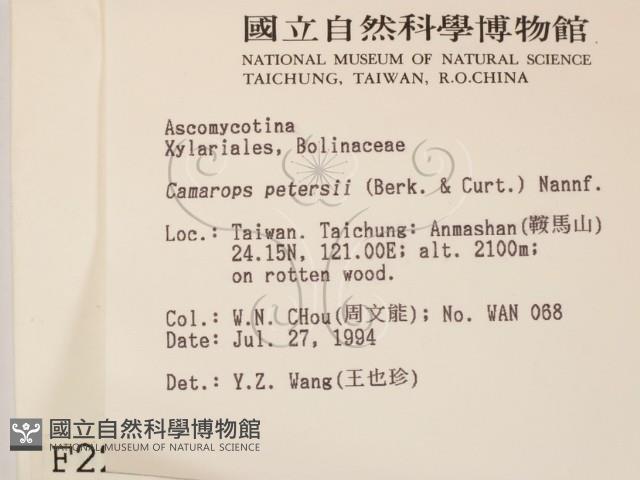 國立自然科學博物館
NATIONAL MUSEUM OF NATURAL SCIENCE
TAICHUNG, TAIWAN, R.O.CHINA
Ascomycotina
Xylariales, Bolinaceae
Camarops petersii (Berk. & Curt.) Nannf.
Loc.: Taiwan. Taichung: Anmashan(鞍馬山)
24.15N, 121.00E; alt. 2100m;
on rotten wood.
Col.: W.N. CHou(周文能); No. WAN 068
Date: Jul. 27, 1994
Det.: Y.Z. Wang(王也珍)
國立自然科學博物館
NATIONAL MUSEUM OF NATURAL SCIENCE